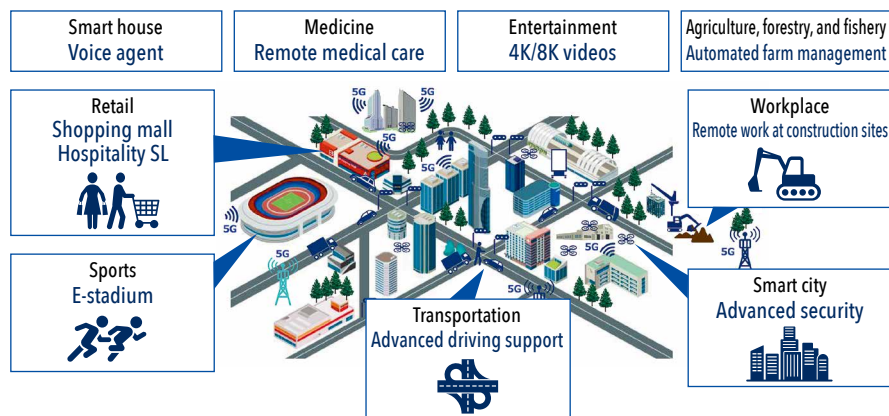 Smart house
Voice agent
Medicine
Remote medical care
Entertainment
4K/8K videos
Agriculture, forestry, and fishery
Automated farm management
Retail
Shopping mall
Hospitality SL
5G
5G
5G
5G
Workplace
Remote work at construction sites
5G
5G
5G
5G
5G
Sports
E-stadium
Transportation
Advanced driving support
Smart city
Advanced security